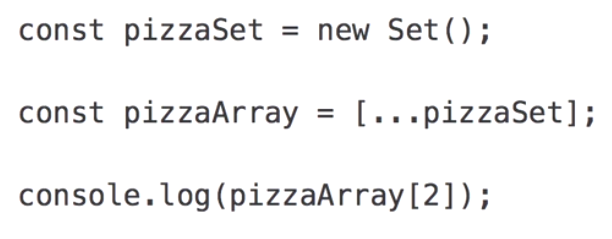 const pizzaSet = new Set();
const pizzaArray = [...pizzaSet];
console.log(pizzaArray[2]);